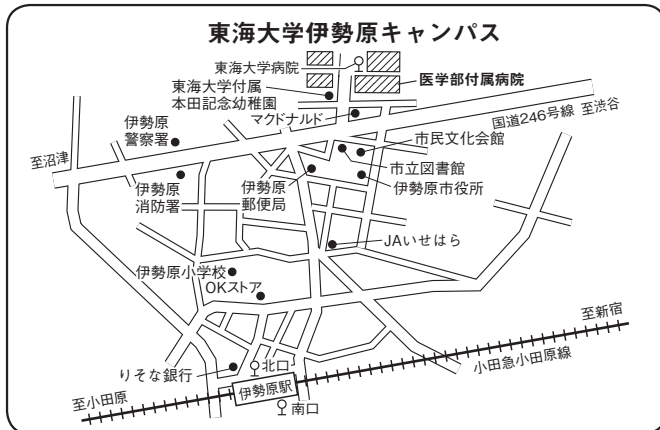 東海大学伊勢原キャンパス
東海大学病院
医学部付属病院
東海大学付属
本田記念幼稚園
マクドナルド
国道246号線
至渋谷
伊勢原
警察署
市民文化会館
至沼津
市立図書館
伊勢原
消防署
伊勢原
郵便局
伊勢原市役所
JAいせはら
伊勢原小学校
OKストア
至新宿
小田急小田原線
りそな銀行
北口
伊勢原駅
至小田原
南口